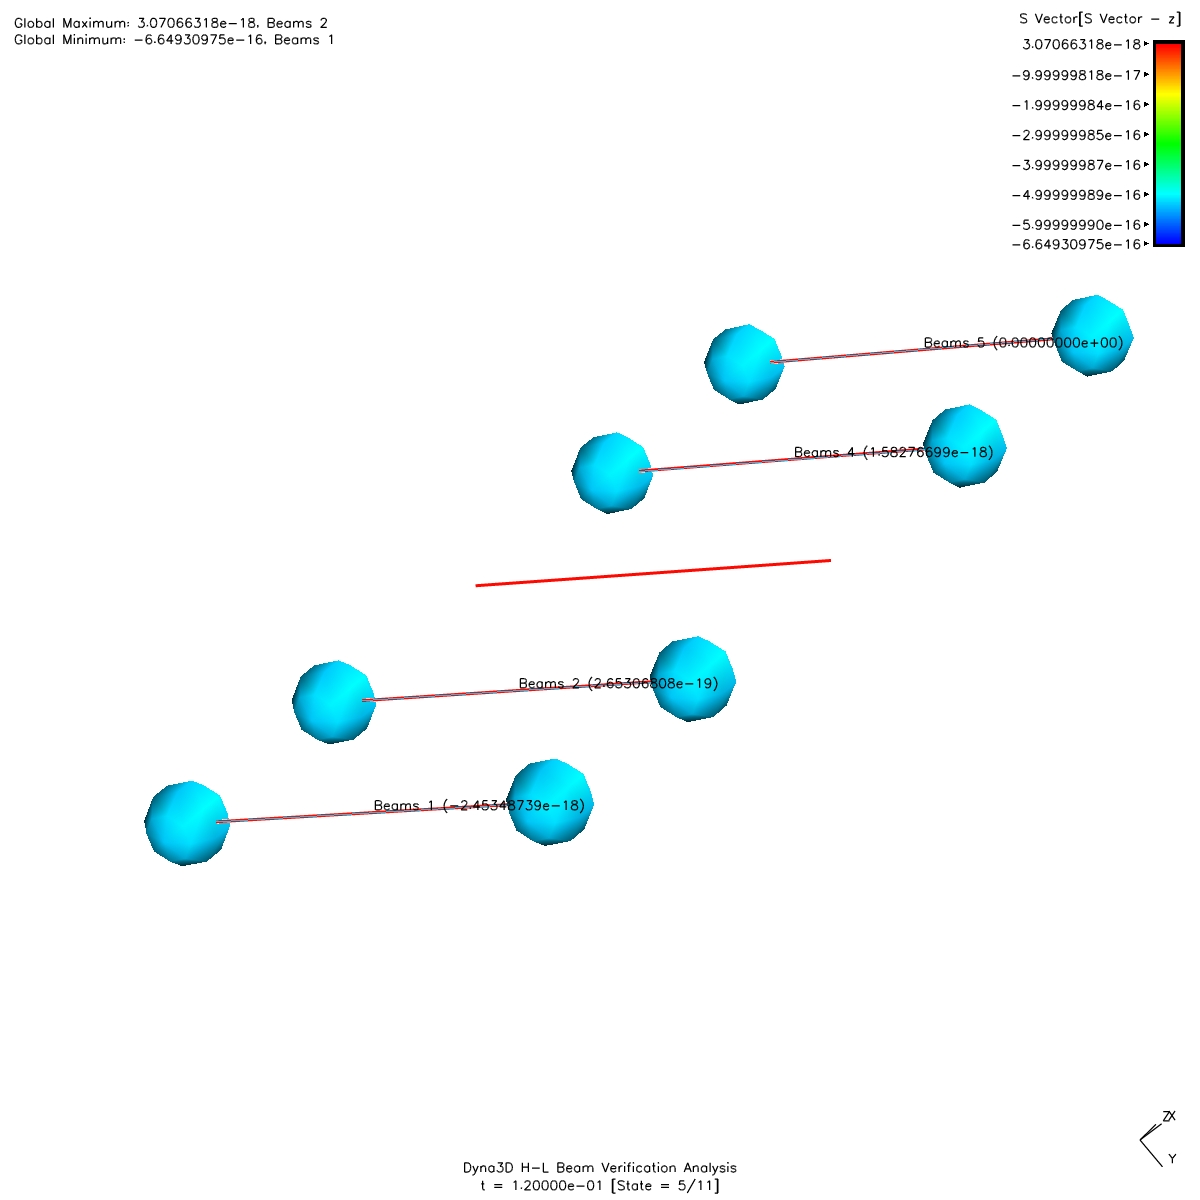 Global Maximum: 3.07066318e-18, Beams 2
Global Minimum: -6.64930975e-16, Beams 1
S Vector[S Vector - z]
3.07066318e-18
-9.99999818e-17
-1.99999984e-16
-2.99999985e-16
-3.99999987e-16
-4.99999989e-16
-5.99999990e-16
-6.64930975e-16
Beams 5 (0.00000000e+00)
Beams 4 (1.58276699e-18)
Beams 2 (2.65306808e-19)
Beams 1 (-2.45348739e-18)
ZX
Y
Dyna3D H-L Beam Verification Analysis
t = 1.20000e-01 [State = 5/11]